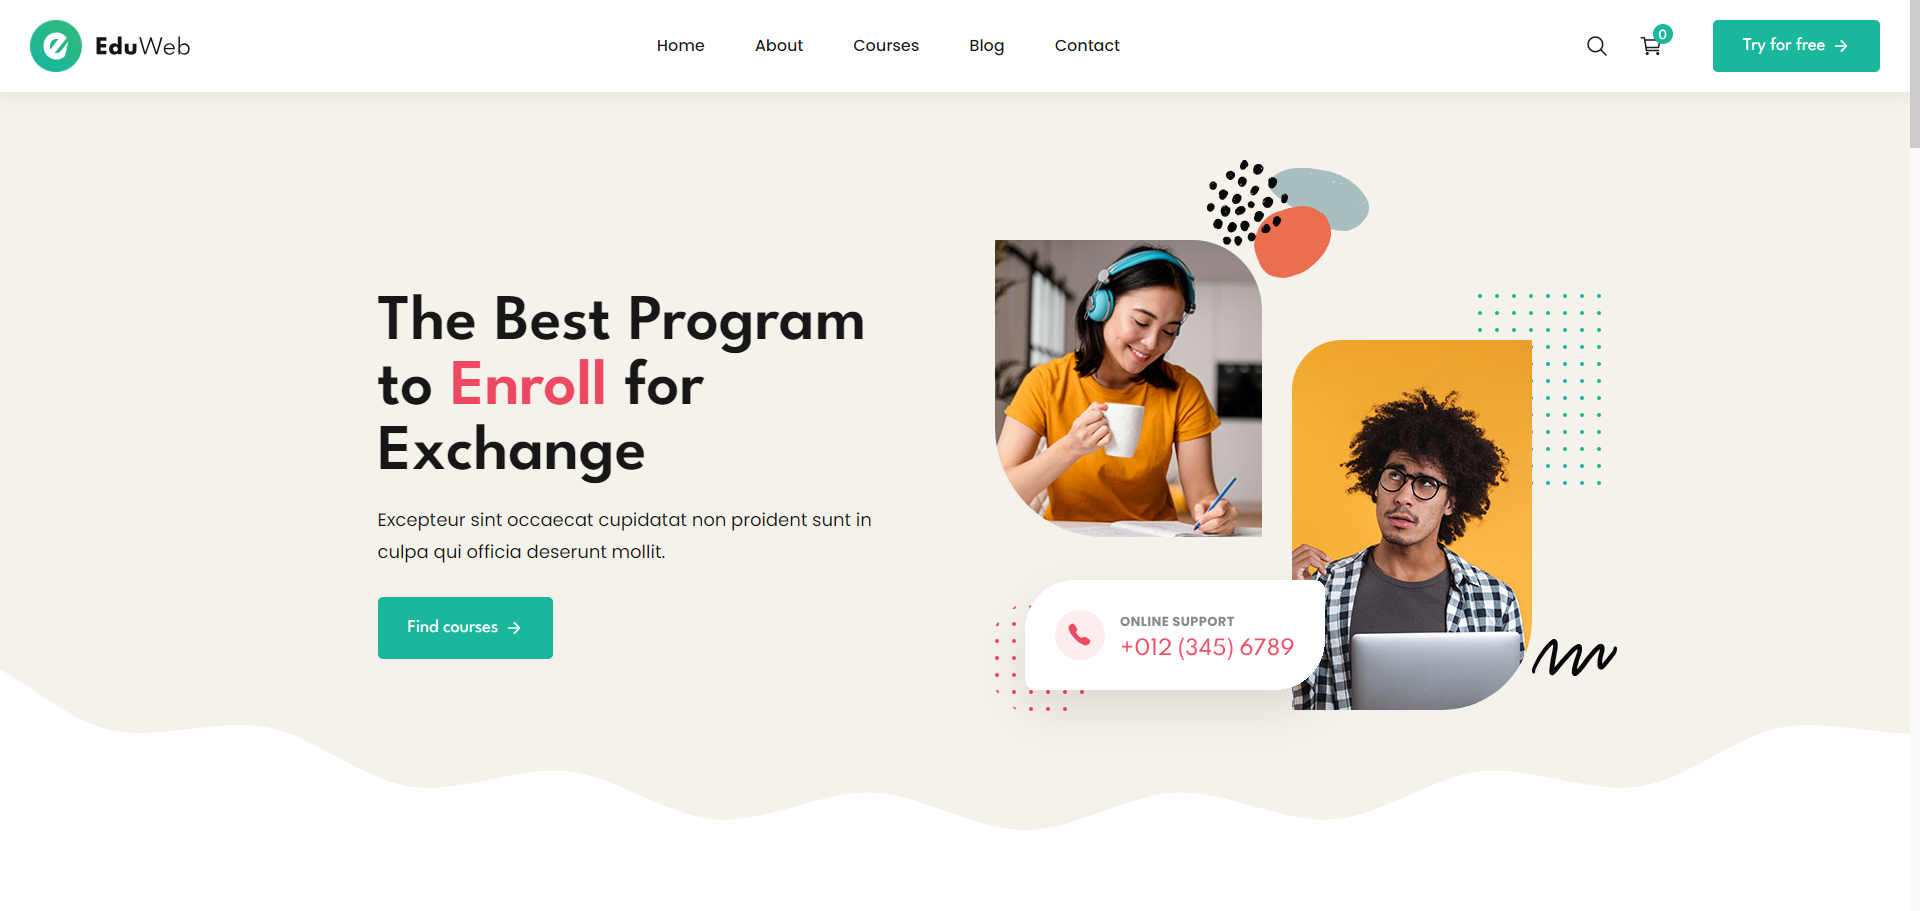 EduWeb
Home About Courses Blog Contact
0
Try for free
The Best Program
to Enroll for
Exchange
Excepteur sint occaecat cupidatat non proident sunt in
culpa qui officia deserunt mollit.
Find courses
ONLINE SUPPORT
+012 (345) 6789